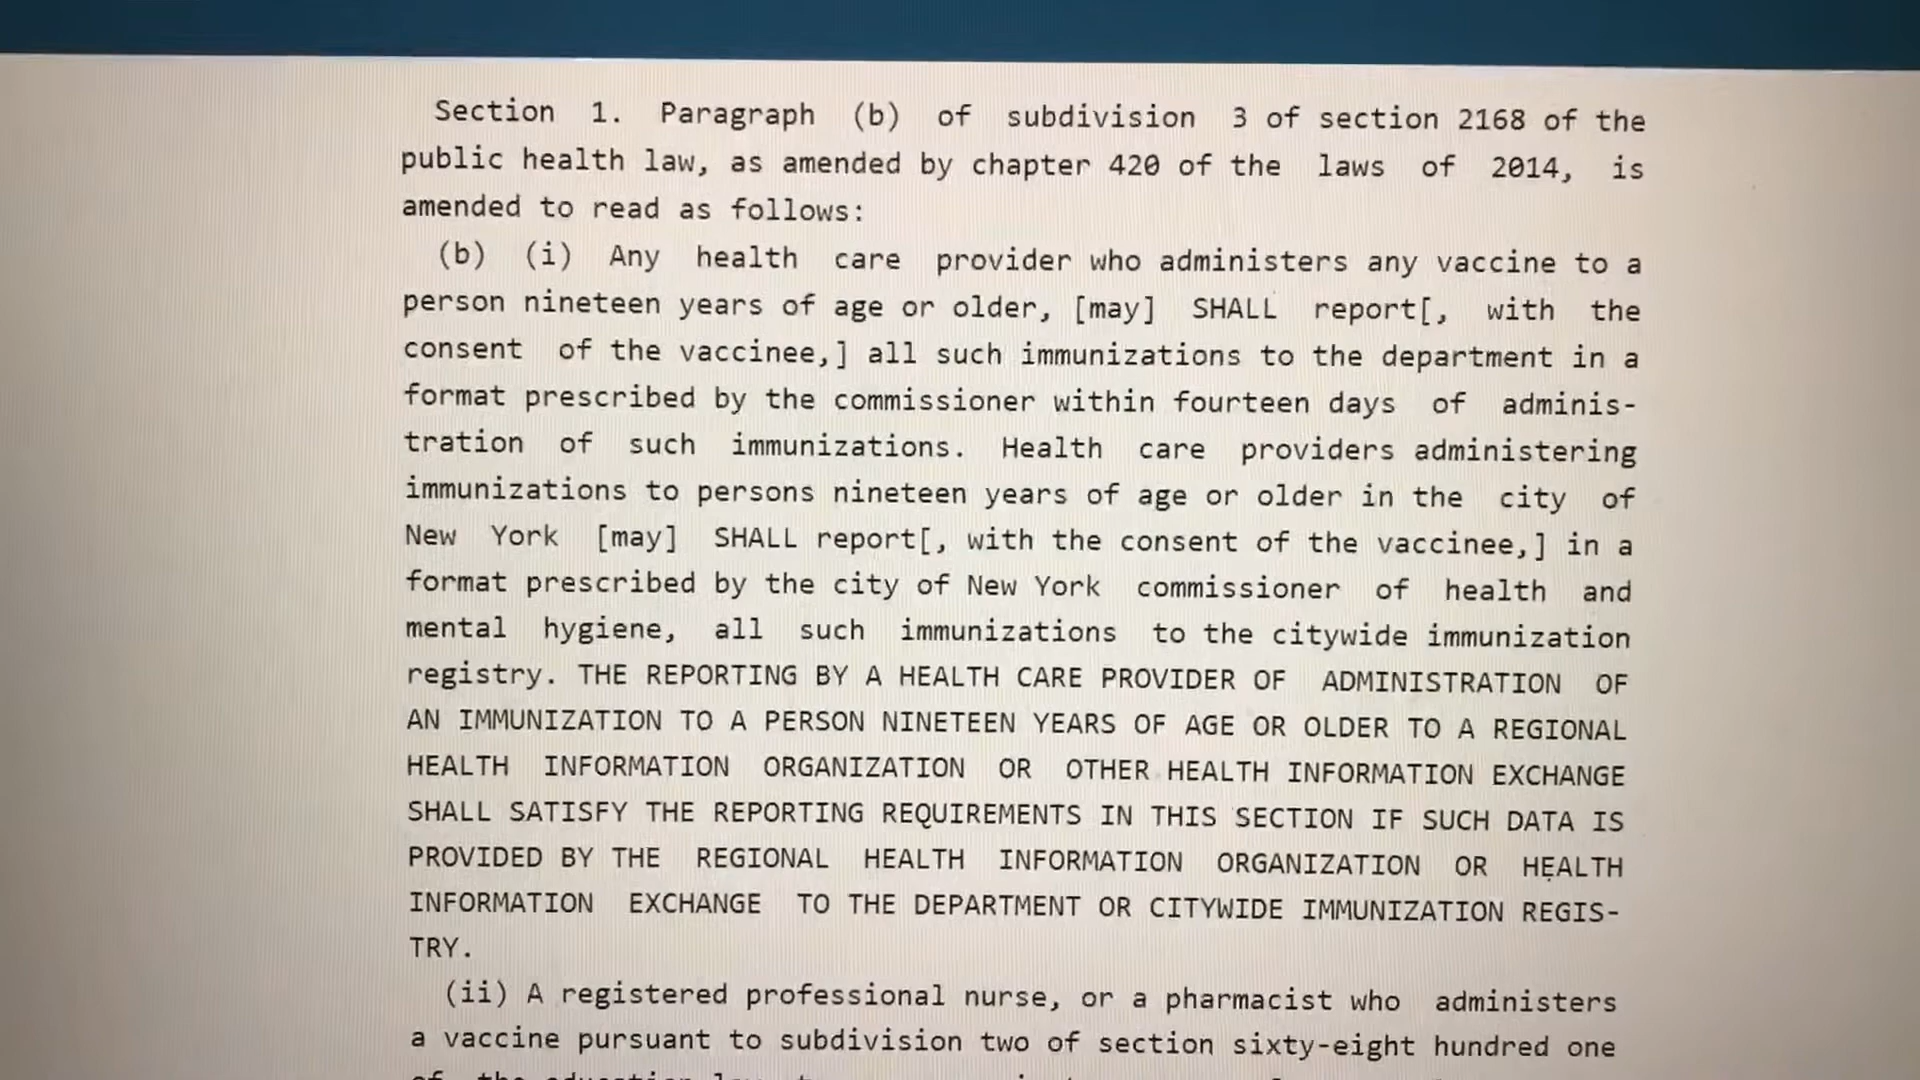 Section 1. Paragraph (b) of subdivision 3 of section 2168 of the
public health law, as amended by chapter 420 of the laws of 2014, is
amended to read as follows:
(b) (i) Any health care provider who administers any vaccine to a
person nineteen years of age or older, [may] SHALL report[, with the
consent of the vaccinee,] all such immunizations to the department in a
format prescribed by the commissioner within fourteen days of adminis-
tration of such immunizations. Health care providers administering
immunizations to persons nineteen years of age or older in the city of
New York [may] SHALL report[, with the consent of the vaccinee,] in a
format prescribed by the city of New York commissioner of health and
mental hygiene, all such immunizations to the citywide immunization
registry. THE REPORTING BY A HEALTH CARE PROVIDER OF ADMINISTRATION OF
AN IMMUNIZATION TO A PERSON NINETEEN YEARS OF AGE OR OLDER TO A REGIONAL
HEALTH INFORMATION ORGANIZATION OR OTHER HEALTH INFORMATION EXCHANGE
SHALL SATISFY THE REPORTING REQUIREMENTS IN THIS SECTION IF SUCH DATA IS
PROVIDED BY THE REGIONAL HEALTH INFORMATION ORGANIZATION OR HEALTH
INFORMATION EXCHANGE TO THE DEPARTMENT OR CITYWIDE IMMUNIZATION REGIS-
TRY.
(ii) A registered professional nurse, or a pharmacist who administers
a vaccine pursuant to subdivision two of section sixty-eight hundred one
of the education law